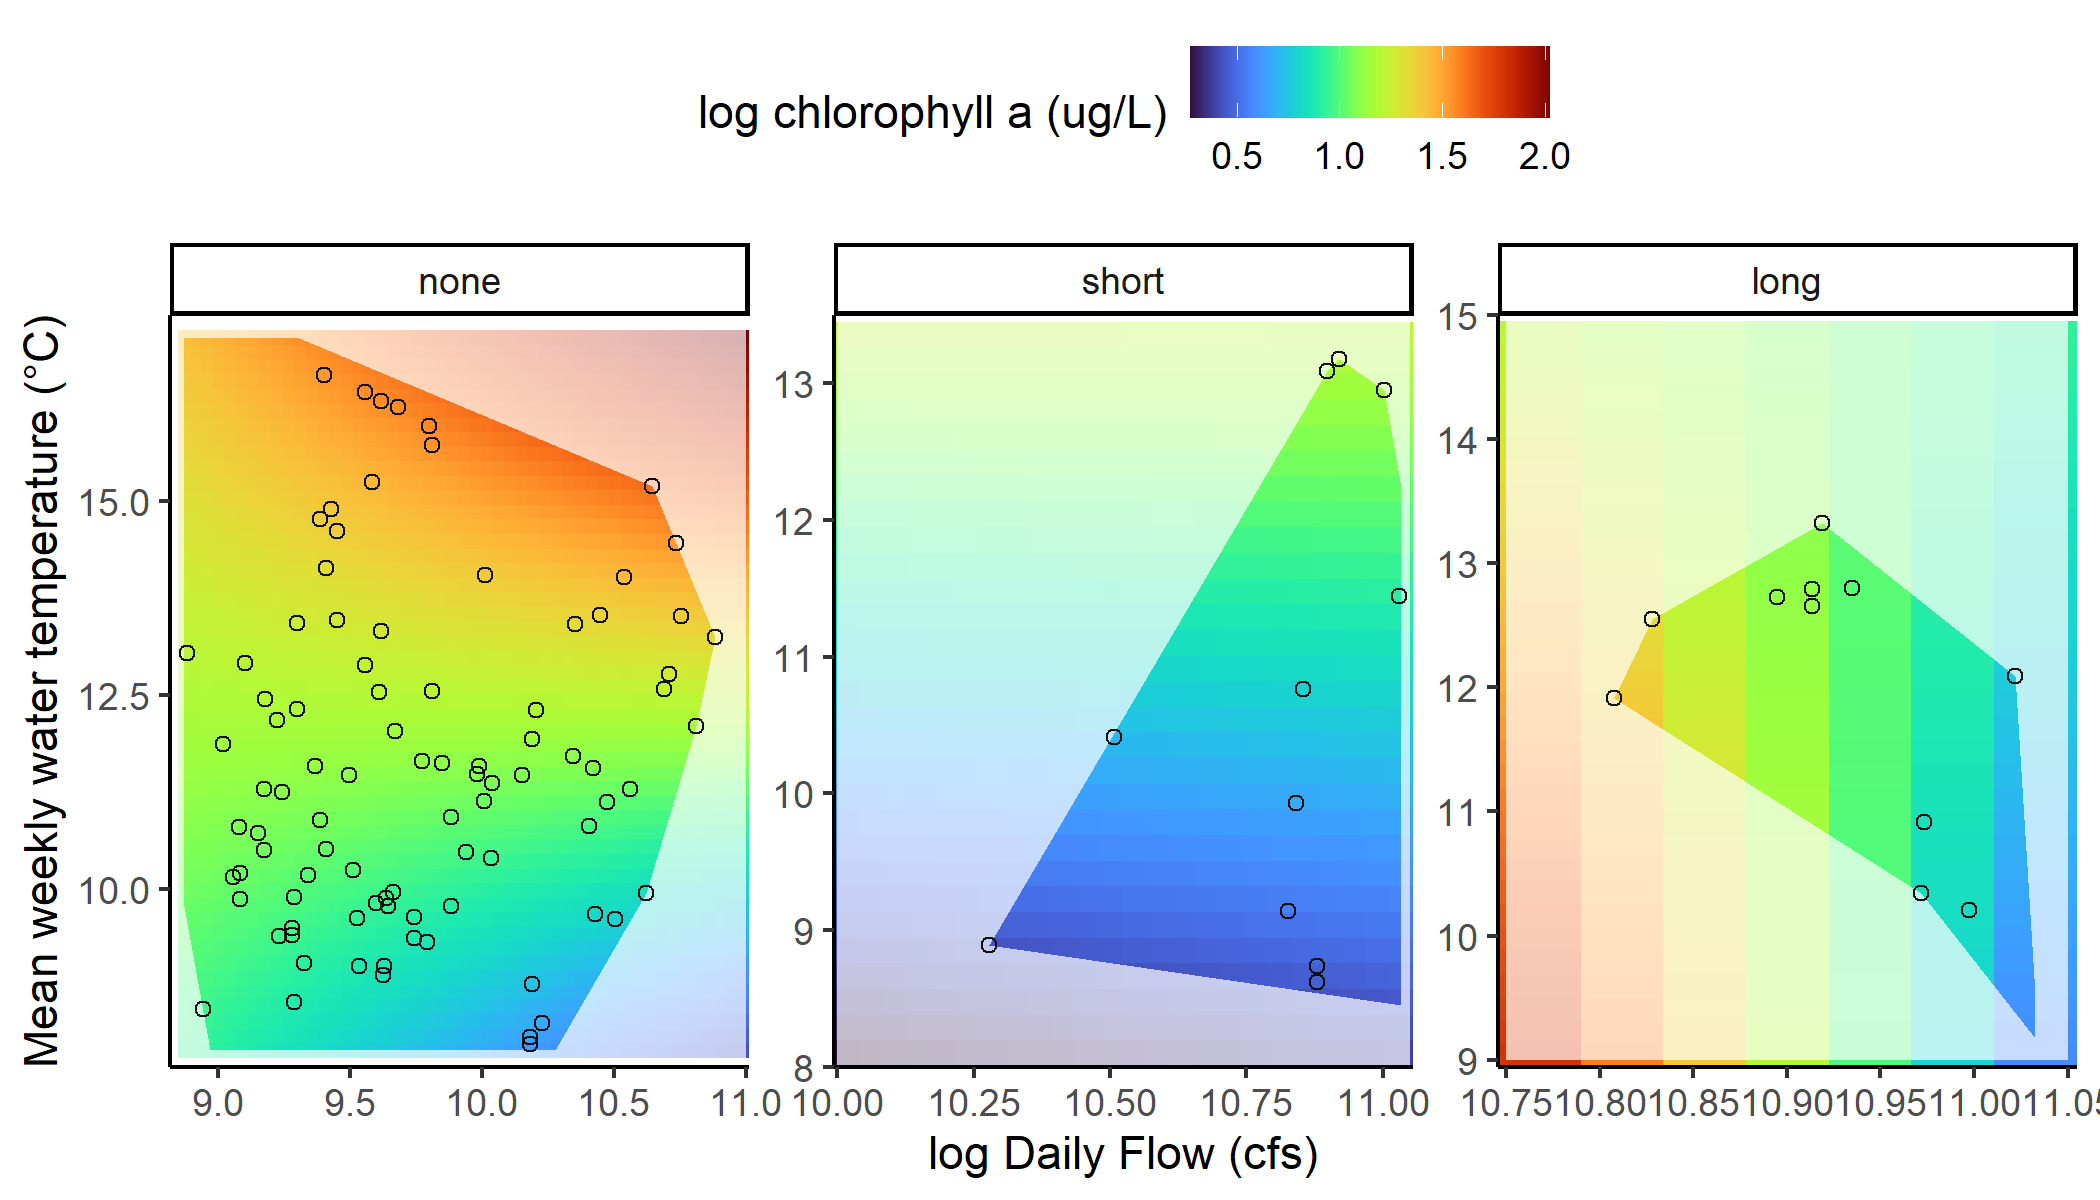 log chlorophyll a (ug/L)
0.5 1.0 1.5 2.0
none short long
Mean weekly water temperature (°C)
15.0
12.5
10.0
13
12
11
10
9
8
15
14
13
12
11
10
9
9.0 9.5 10.0 10.5 11.0
10.00 10.25 10.50 10.75 11.00
10.75 10.80 10.85 10.90 10.95 11.00 11.05
log Daily Flow (cfs)